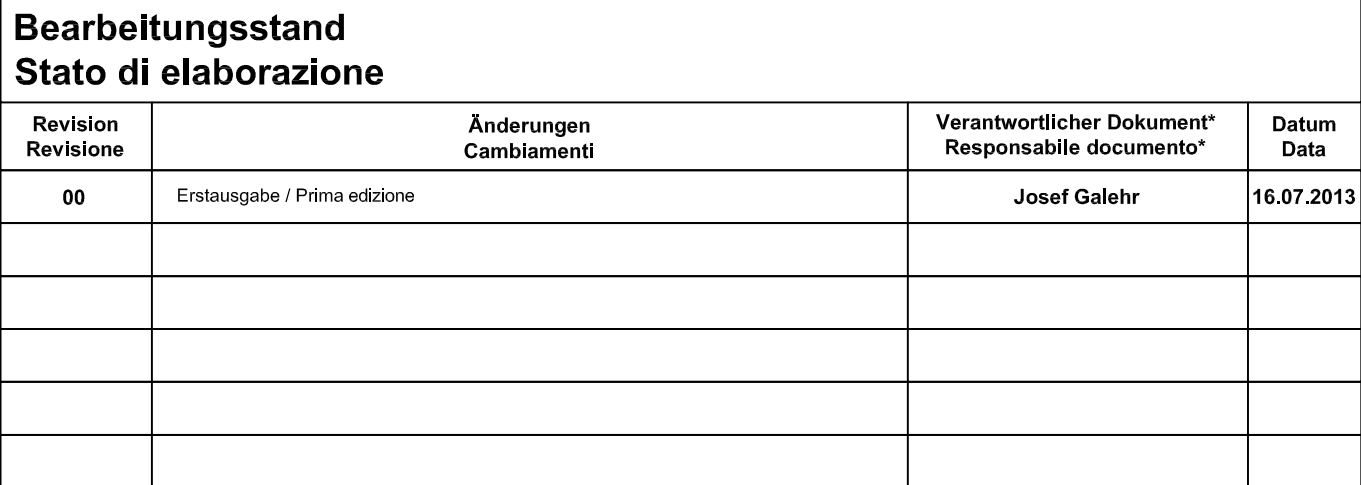 Bearbeitungsstand
Stato di elaborazione
Revision
Revisione
Änderungen
Cambiamenti
Verantwortlicher Dokument*
Responsabile documento*
Datum
Data
00
Erstausgabe / Prima edizione
Josef Galehr
16.07.2013